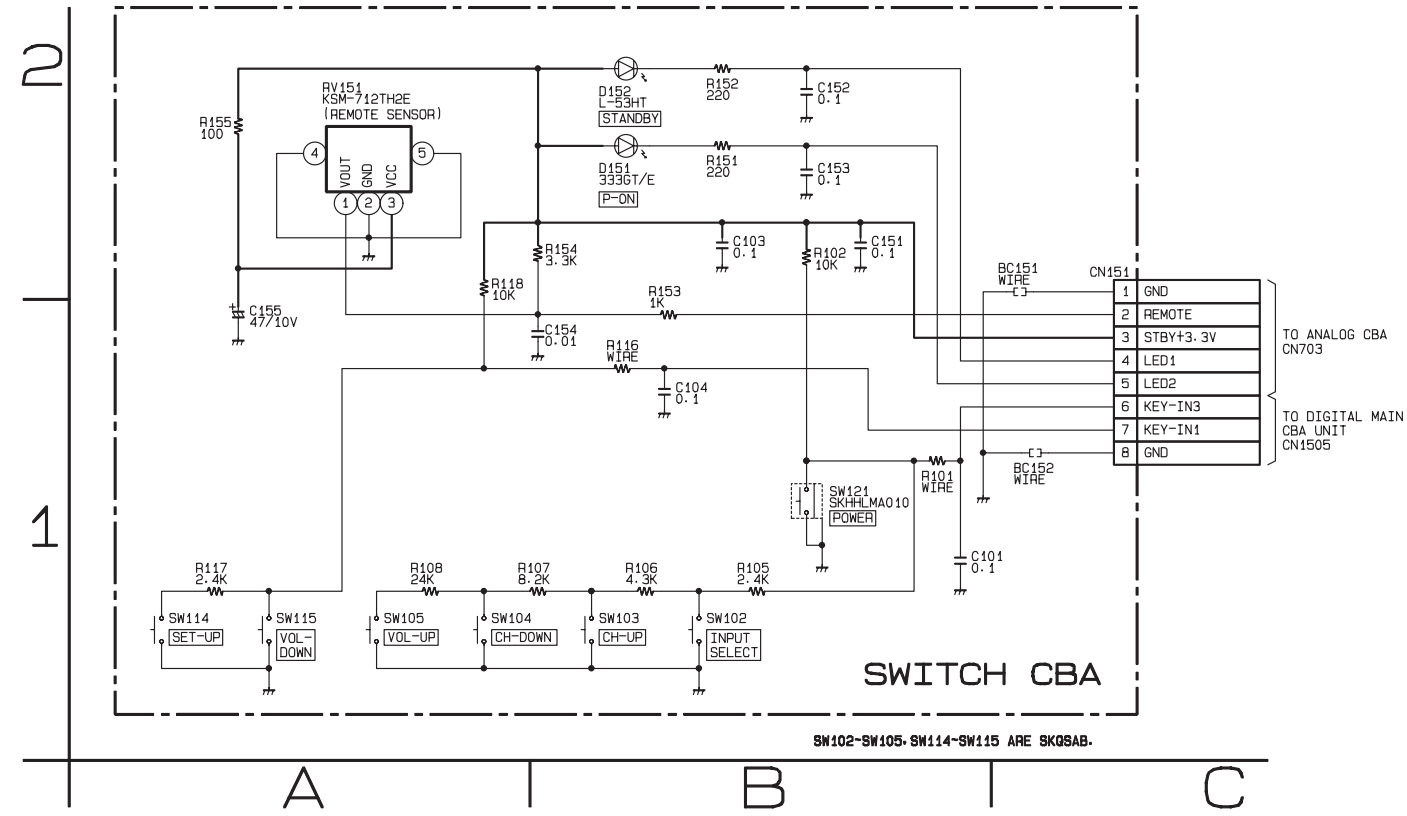 2
RV151
KSM-712TH2E
(REMOTE SENSOR)
R155
100
4
5
VOUT
GND
VCC
1
2
3
D152
L-53HT
STANDBY
R152
220
C152
0.1
D151
333GT/E
P-ON
R151
220
C153
0.1
R154
3.3K
C103
0.1
R102
10K
C151
0.1
R118
10K
C155
+
47/10V
R153
1K
C154
0.01
R116
WIRE
C104
0.1
BC151
WIRE
CN151
1 GND
2 REMOTE
3 STBY+3.3V
4 LED1
5 LED2
6 KEY-IN3
7 KEY-IN1
8 GND
TO ANALOG CBA
CN703
TO DIGITAL MAIN
CBA UNIT
CN1505
BC152
WIRE
R101
WIRE
SW121
SKHHLMA010
POWER
C101
0.1
1
R117
2.4K
R108
24K
R107
8.2K
R106
4.3K
R105
2.4K
SW114
SET-UP
SW115
VOL-
DOWN
SW105
VOL-UP
SW104
CH-DOWN
SW103
CH-UP
SW102
INPUT
SELECT
SWITCH CBA
SW102~SW105,SW114~SW115 ARE SKQSAB.
A
B
C